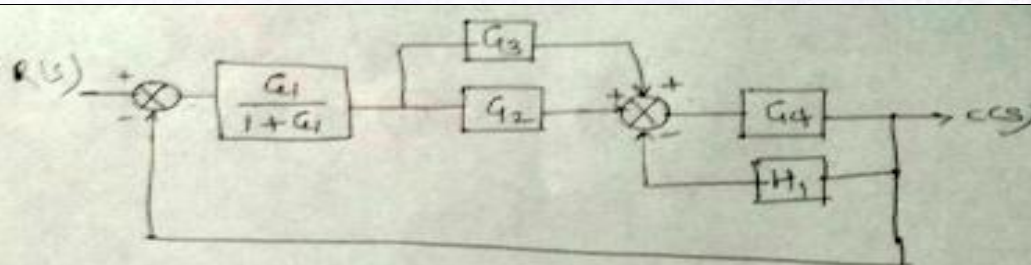 G3
R(s) + - G1 / 1 + G1 G2 + + - G4 C(S)
H1